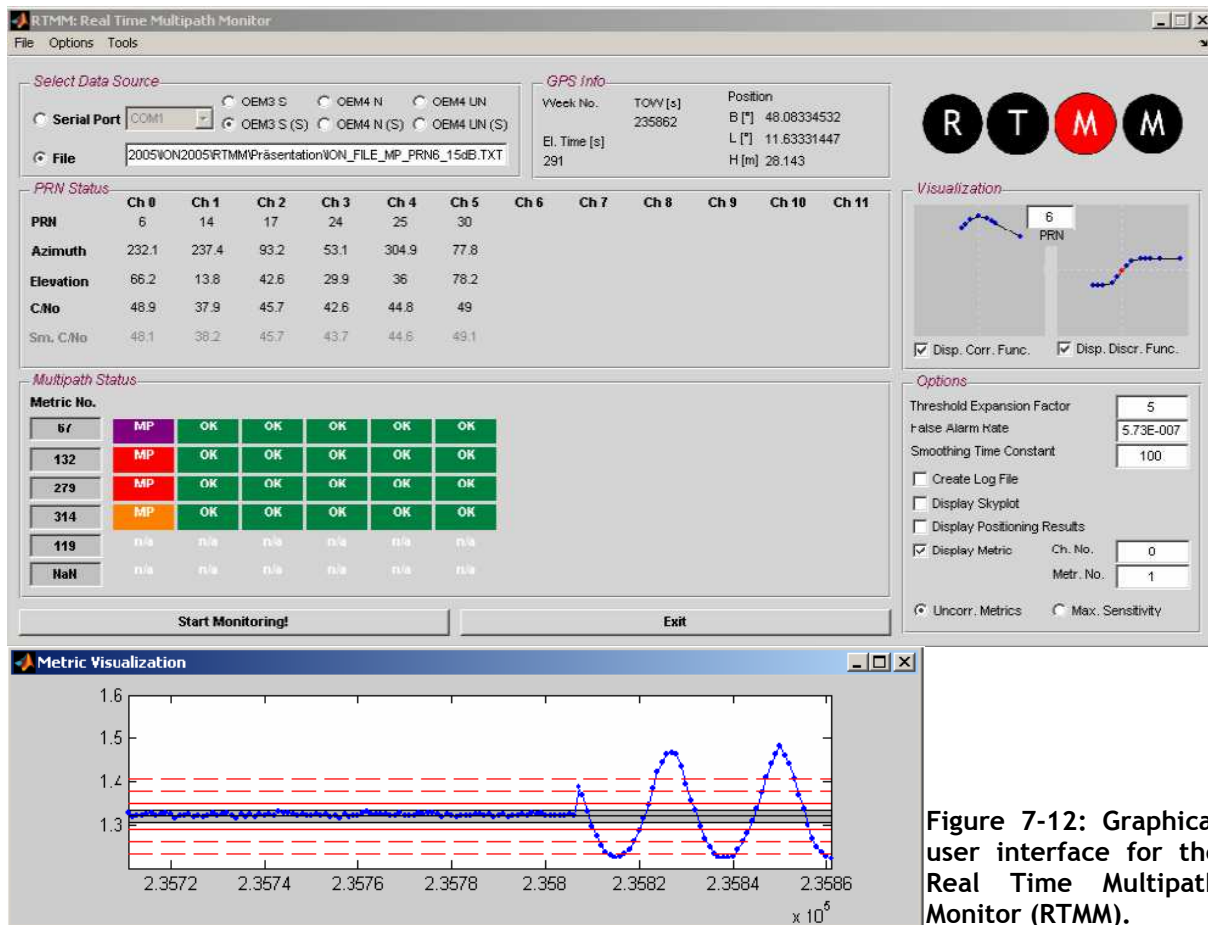 RTMM: Real Time Multipath Monitor
File Options Tools
Select Data Source
Serial Port COM1 OEM3 S OEM4 N OEM4 UN
OEM3 S (S) OEM4 N (S) OEM4 UN (S)
File 2005\ION2005\RTMM\Präsentation\ION_FILE_MP_PRN6_15dB.TXT
GPS Info
Week No. TOW [s] Position
235862 B [°] 48.08334532
El. Time [s] L [°] 11.63331447
291 H [m] 28.143
R T M M
PRN Status
Ch 0 Ch 1 Ch 2 Ch 3 Ch 4 Ch 5 Ch 6 Ch 7 Ch 8 Ch 9 Ch 10 Ch 11
PRN 6 14 17 24 25 30
Azimuth 232.1 237.4 93.2 53.1 304.9 77.8
Elevation 66.2 13.8 42.6 29.9 36 78.2
C/No 48.9 37.9 45.7 42.6 44.8 49
Sm. C/No 48.1 38.2 45.7 43.7 44.6 49.1
Visualization
6
PRN
Disp. Corr. Func. Disp. Discr. Func.
Multipath Status
Metric No.
67 MP OK OK OK OK OK
132 MP OK OK OK OK OK
279 MP OK OK OK OK OK
314 MP OK OK OK OK OK
119 n/a n/a n/a n/a n/a n/a
NaN n/a n/a n/a n/a n/a n/a
Options
Threshold Expansion Factor 5
False Alarm Rate 5.73E-007
Smoothing Time Constant 100
Create Log File
Display Skyplot
Display Positioning Results
Display Metric Ch. No. 0
Metr. No. 1
Uncorr. Metrics Max. Sensitivity
Start Monitoring! Exit
Metric Visualization
1.6
1.5
1.4
1.3
2.3572 2.3574 2.3576 2.3578 2.358 2.3582 2.3584 2.3586
x 10^5
Figure 7-12: Graphica
user interface for the
Real Time Multipath
Monitor (RTMM).